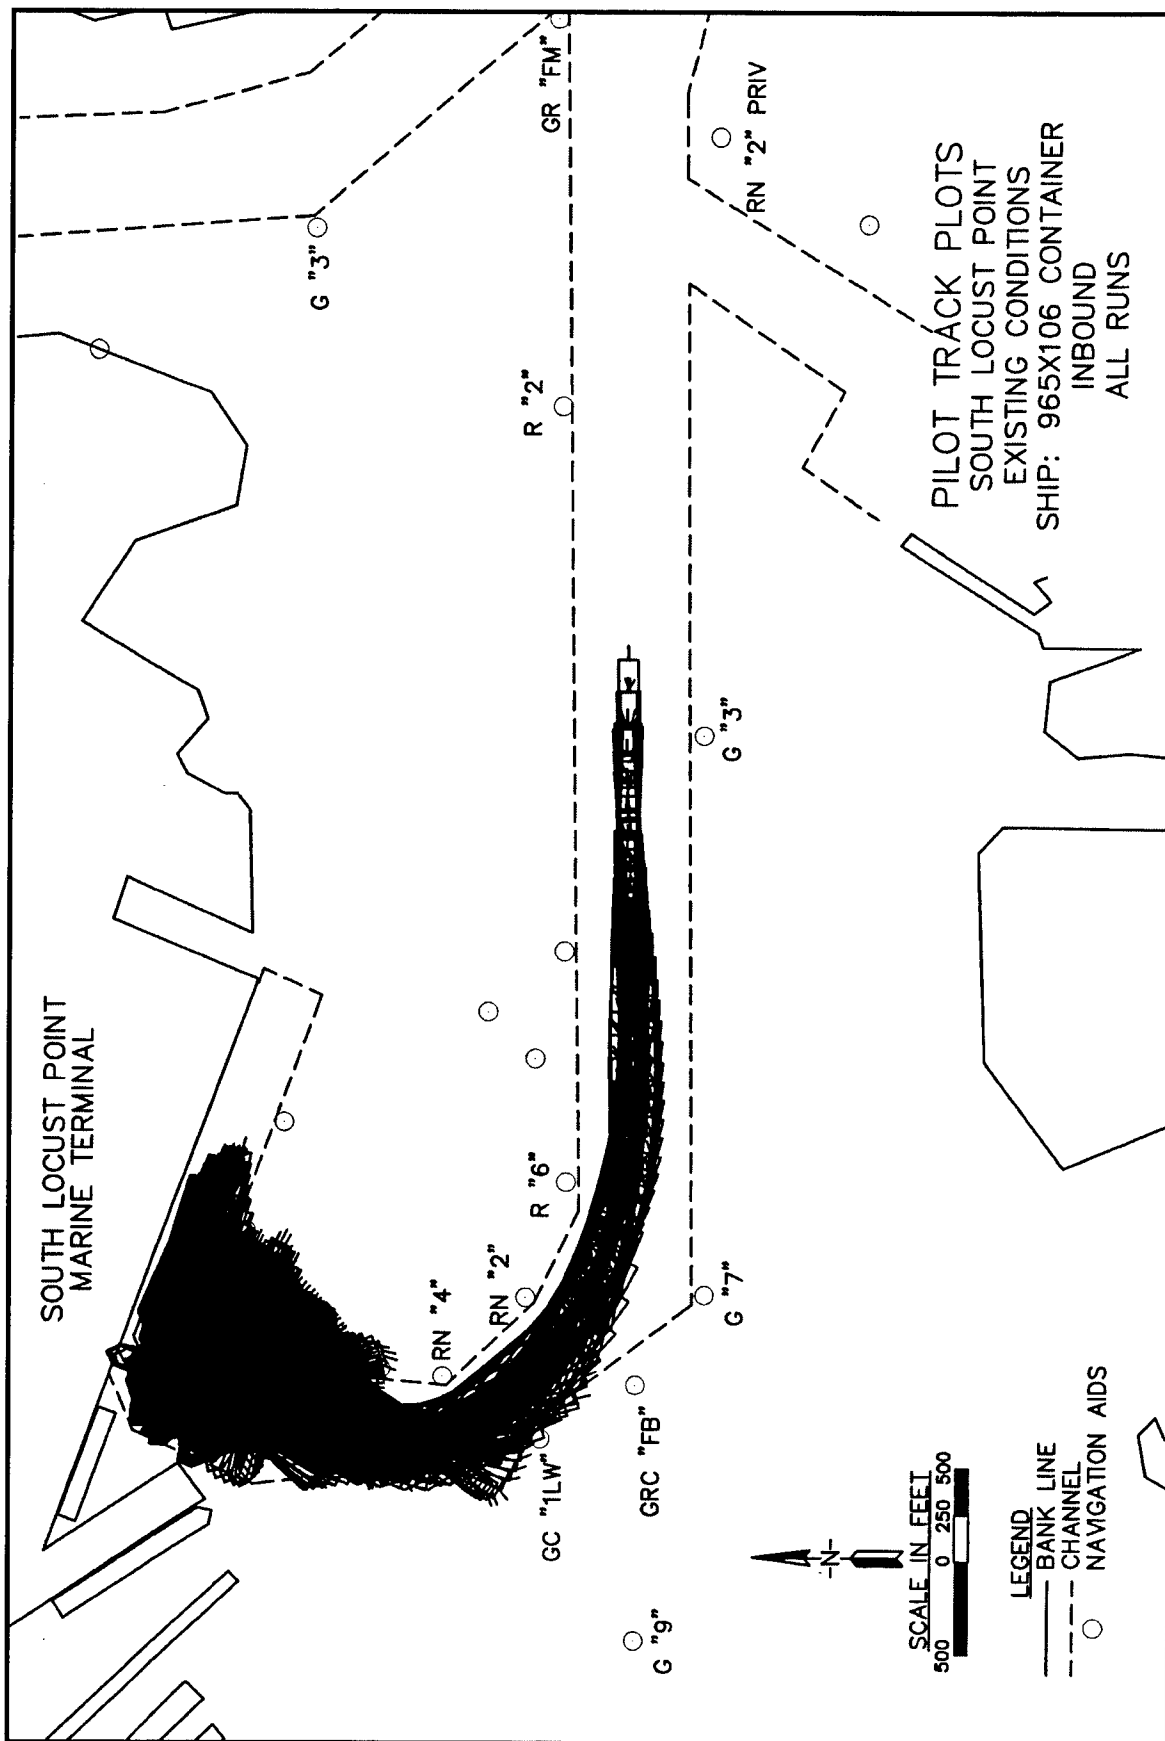 SOUTH LOCUST POINT
MARINE TERMINAL
GR "FM"
G "3"
RN "2" PRIV
R "2"
G "3"
R "6"
RN "2"
RN "4"
G "7"
GC "1LW"
GRC "FB"
G "9"
PILOT TRACK PLOTS
SOUTH LOCUST POINT
EXISTING CONDITIONS
SHIP: 965X106 CONTAINER
INBOUND
ALL RUNS
-N-
SCALE IN FEET
500 0 250 500
LEGEND
BANK LINE
CHANNEL
NAVIGATION AIDS